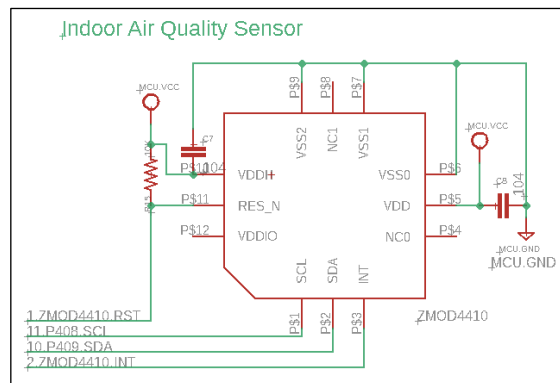 Indoor Air Quality Sensor
MCU.VCC
10K
R15
C7
104
P$9
P$8
P$7
VSS2
NC1
VSS1
P$10
VDDH
P$11
RES_N
P$12
VDDIO
VSS0
P$6
VDD
P$5
NC0
P$4
MCU.VCC
C8
104
MCU.GND
MCU.GND
SCL
SDA
INT
P$1
P$2
P$3
ZMOD4410
1.ZMOD4410.RST
11.P408.SCL
10.P409.SDA
2.ZMOD4410.INT